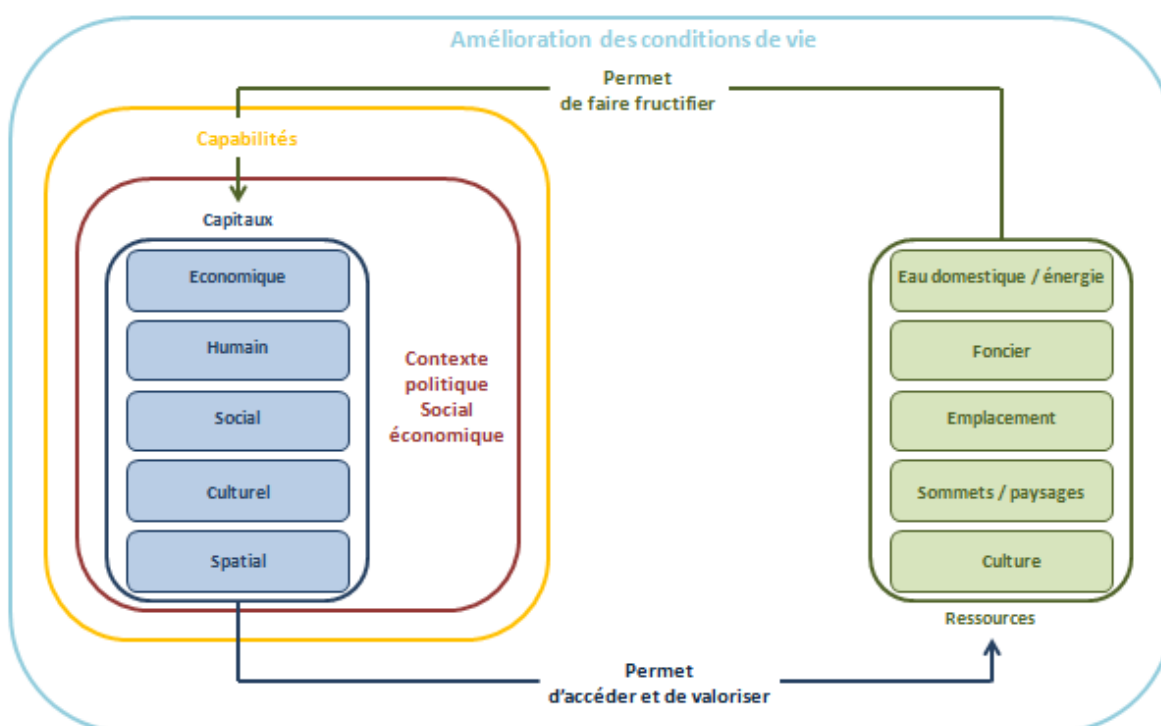 Amélioration des conditions de vie
Permet
de faire fructifier
Capabilités
Capitaux
Economique
Humain
Social
Culturel
Spatial
Contexte
politique
Social
économique
Eau domestique / énergie
Foncier
Emplacement
Sommets / paysages
Culture
Ressources
Permet
d'accéder et de valoriser